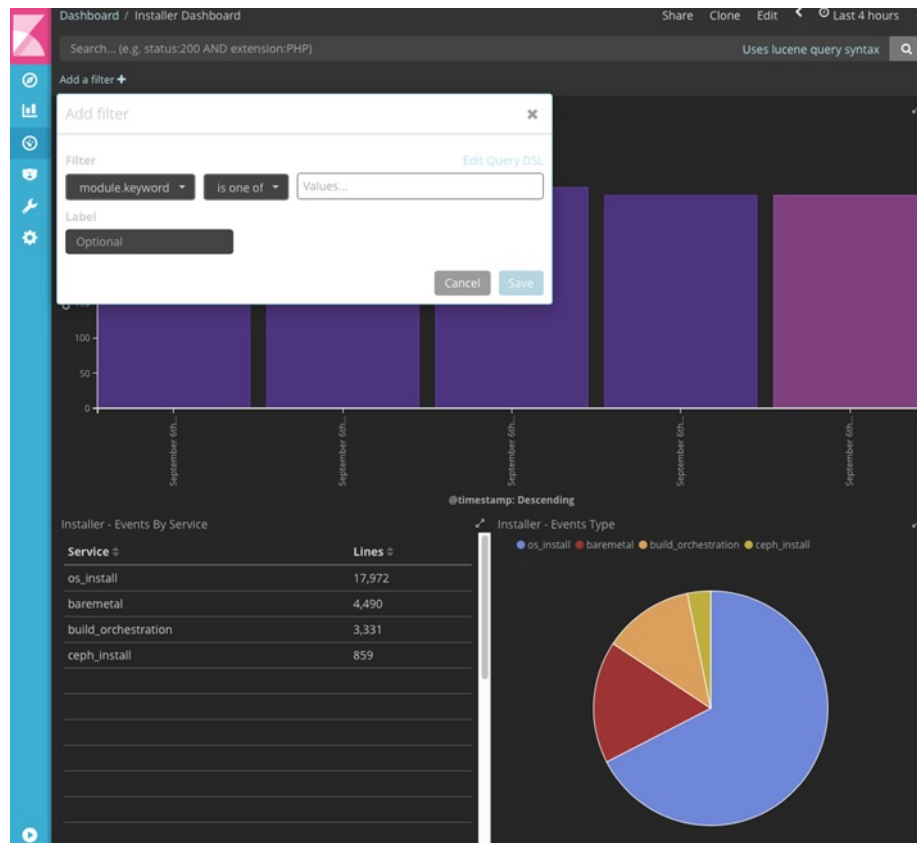 Dashboard / Installer Dashboard Share Clone Edit Last 4 hours
Search... (e.g. status:200 AND extension:PHP) Uses lucene query syntax
Add a filter +
Add filter
Filter Edit Query DSL
module.keyword is one of Values...
Label
Optional
Cancel Save
100
50
0
September 6th... September 6th... September 6th... September 6th... September 6th...
@timestamp: Descending
Installer - Events By Service
Service Lines
os_install 17,972
baremetal 4,490
build_orchestration 3,331
ceph_install 859
Installer - Events Type
os_install baremetal build_orchestration ceph_install